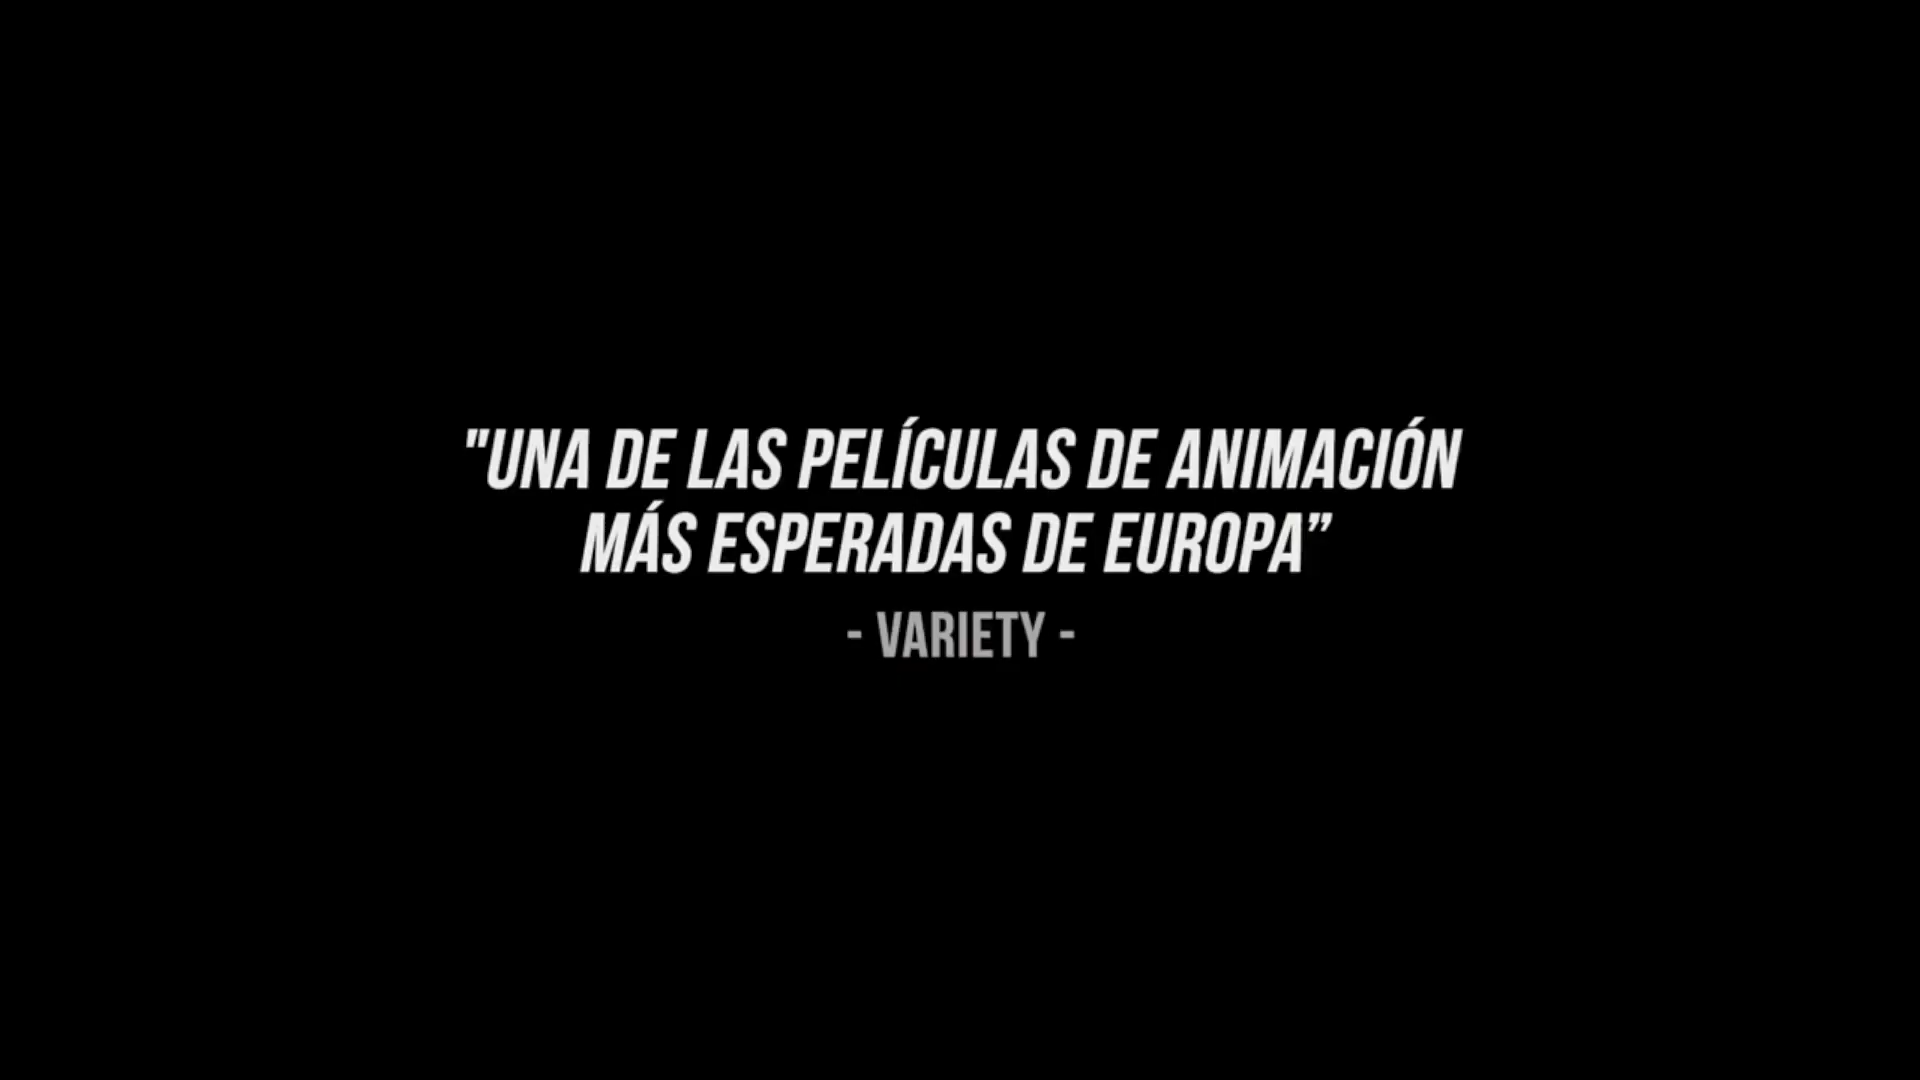 "UNA DE LAS PELÍCULAS DE ANIMACIÓN
MÁS ESPERADAS DE EUROPA”
- VARIETY -